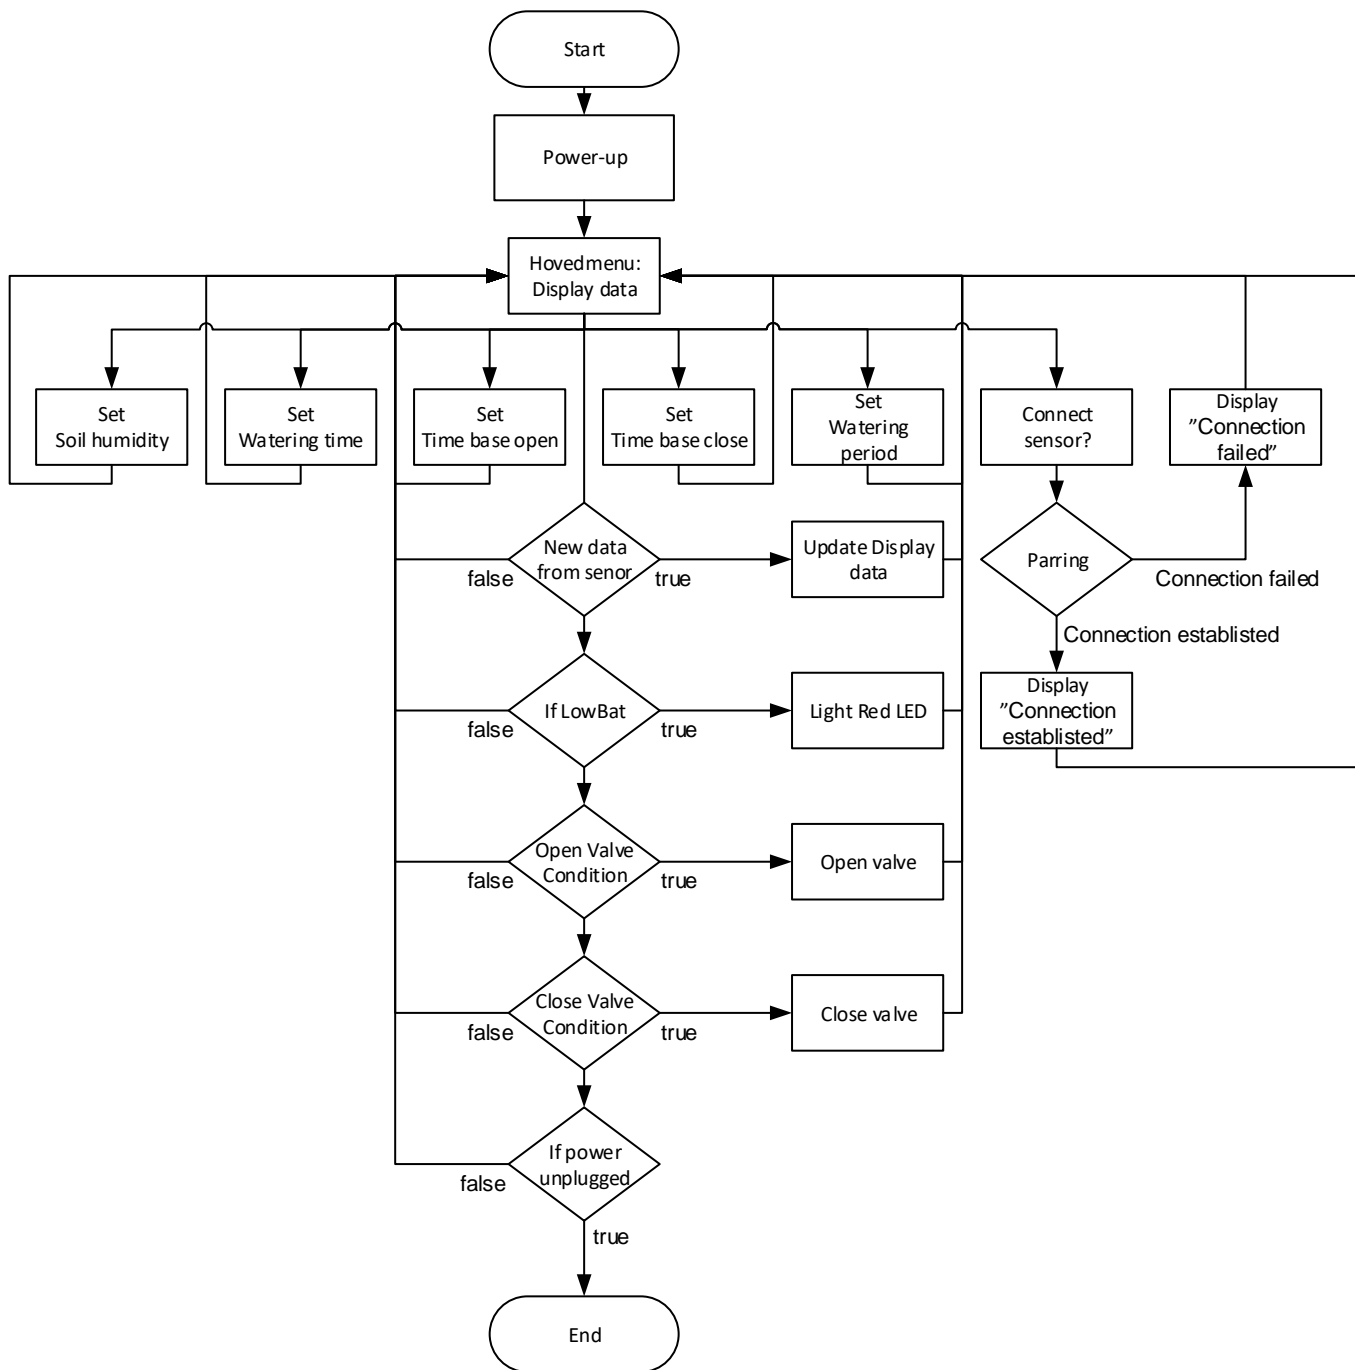 Start
Power-up
Hovedmenu:
Display data
Set
Soil humidity
Set
Watering time
Set
Time base open
Set
Time base close
Set
Watering
period
Connect
sensor?
Display
”Connection
failed”
New data
from senor
false
true
Update Display
data
Parring
Connection failed
Connection establisted
If LowBat
false
true
Light Red LED
Display
”Connection
establisted”
Open Valve
Condition
false
true
Open valve
Close Valve
Condition
false
true
Close valve
If power
unplugged
false
true
End